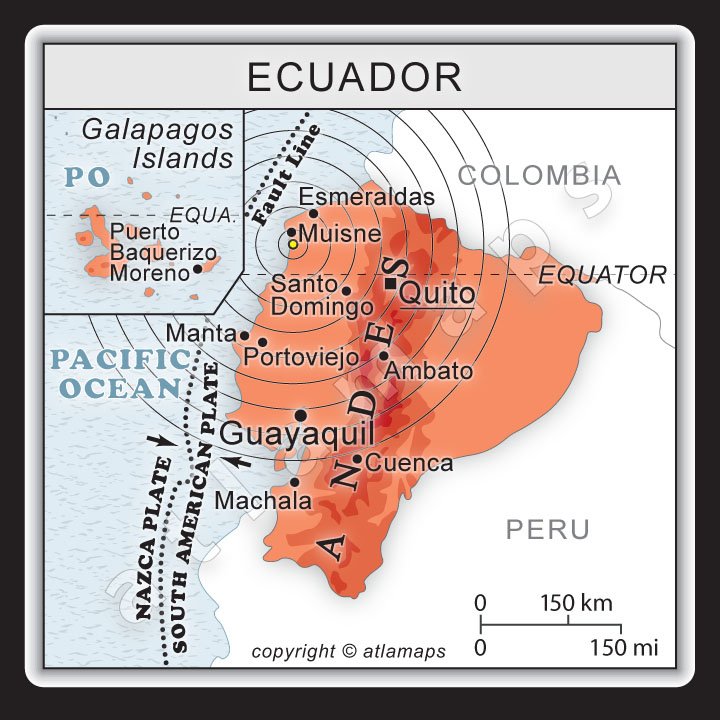 ECUADOR
Galapagos
Islands
PO
EQUA.
Puerto
Baquerizo
Moreno
Fault Line
COLOMBIA
Esmeraldas
Muisne
EQUATOR
Santo
Domingo
Quito
Manta
Portoviejo
PACIFIC
OCEAN
Ambato
ANDES
Guayaquil
Cuenca
Machala
NAZCA PLATE
SOUTH AMERICAN PLATE
PERU
0 150 km
0 150 mi
copyright © atlamaps
atlamaps